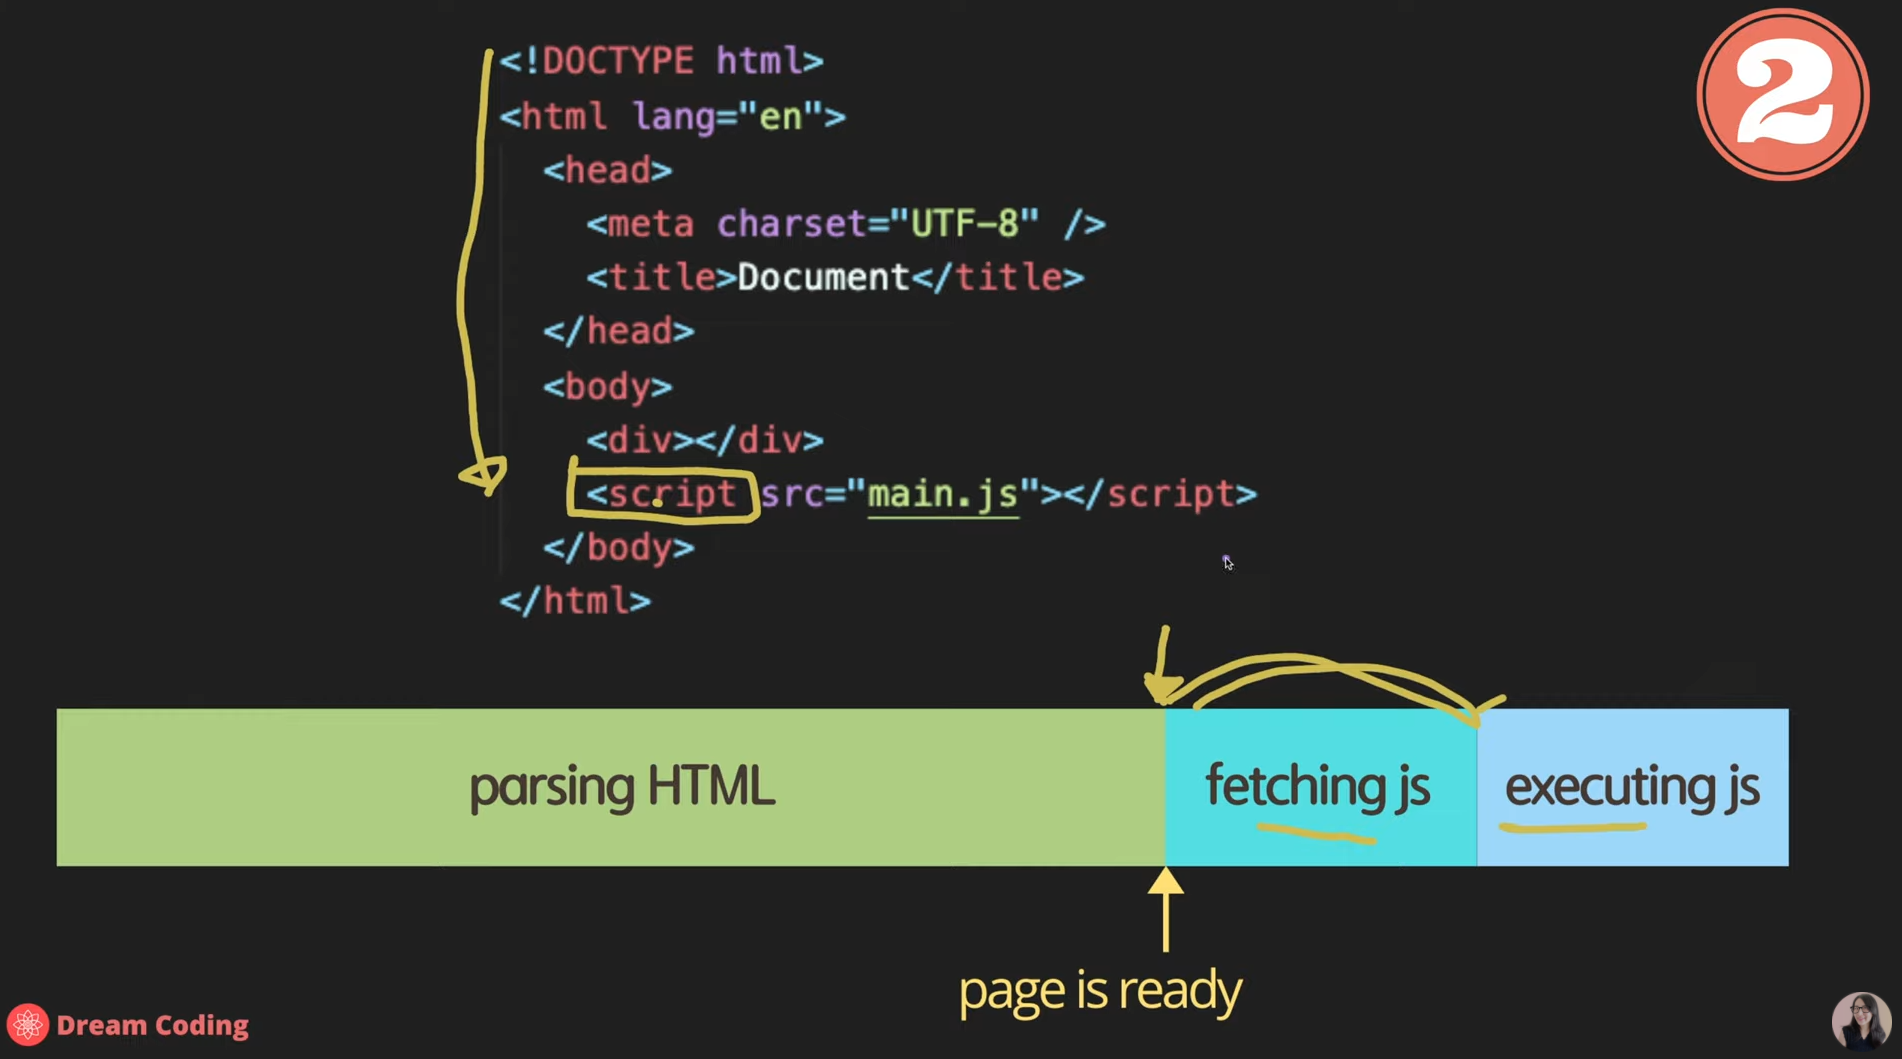 2
<!DOCTYPE html>
<html lang="en">
<head>
<meta charset="UTF-8" />
<title>Document</title>
</head>
<body>
<div></div>
<script src="main.js"></script>
</body>
</html>
parsing HTML
fetching js
executing js
page is ready
Dream Coding